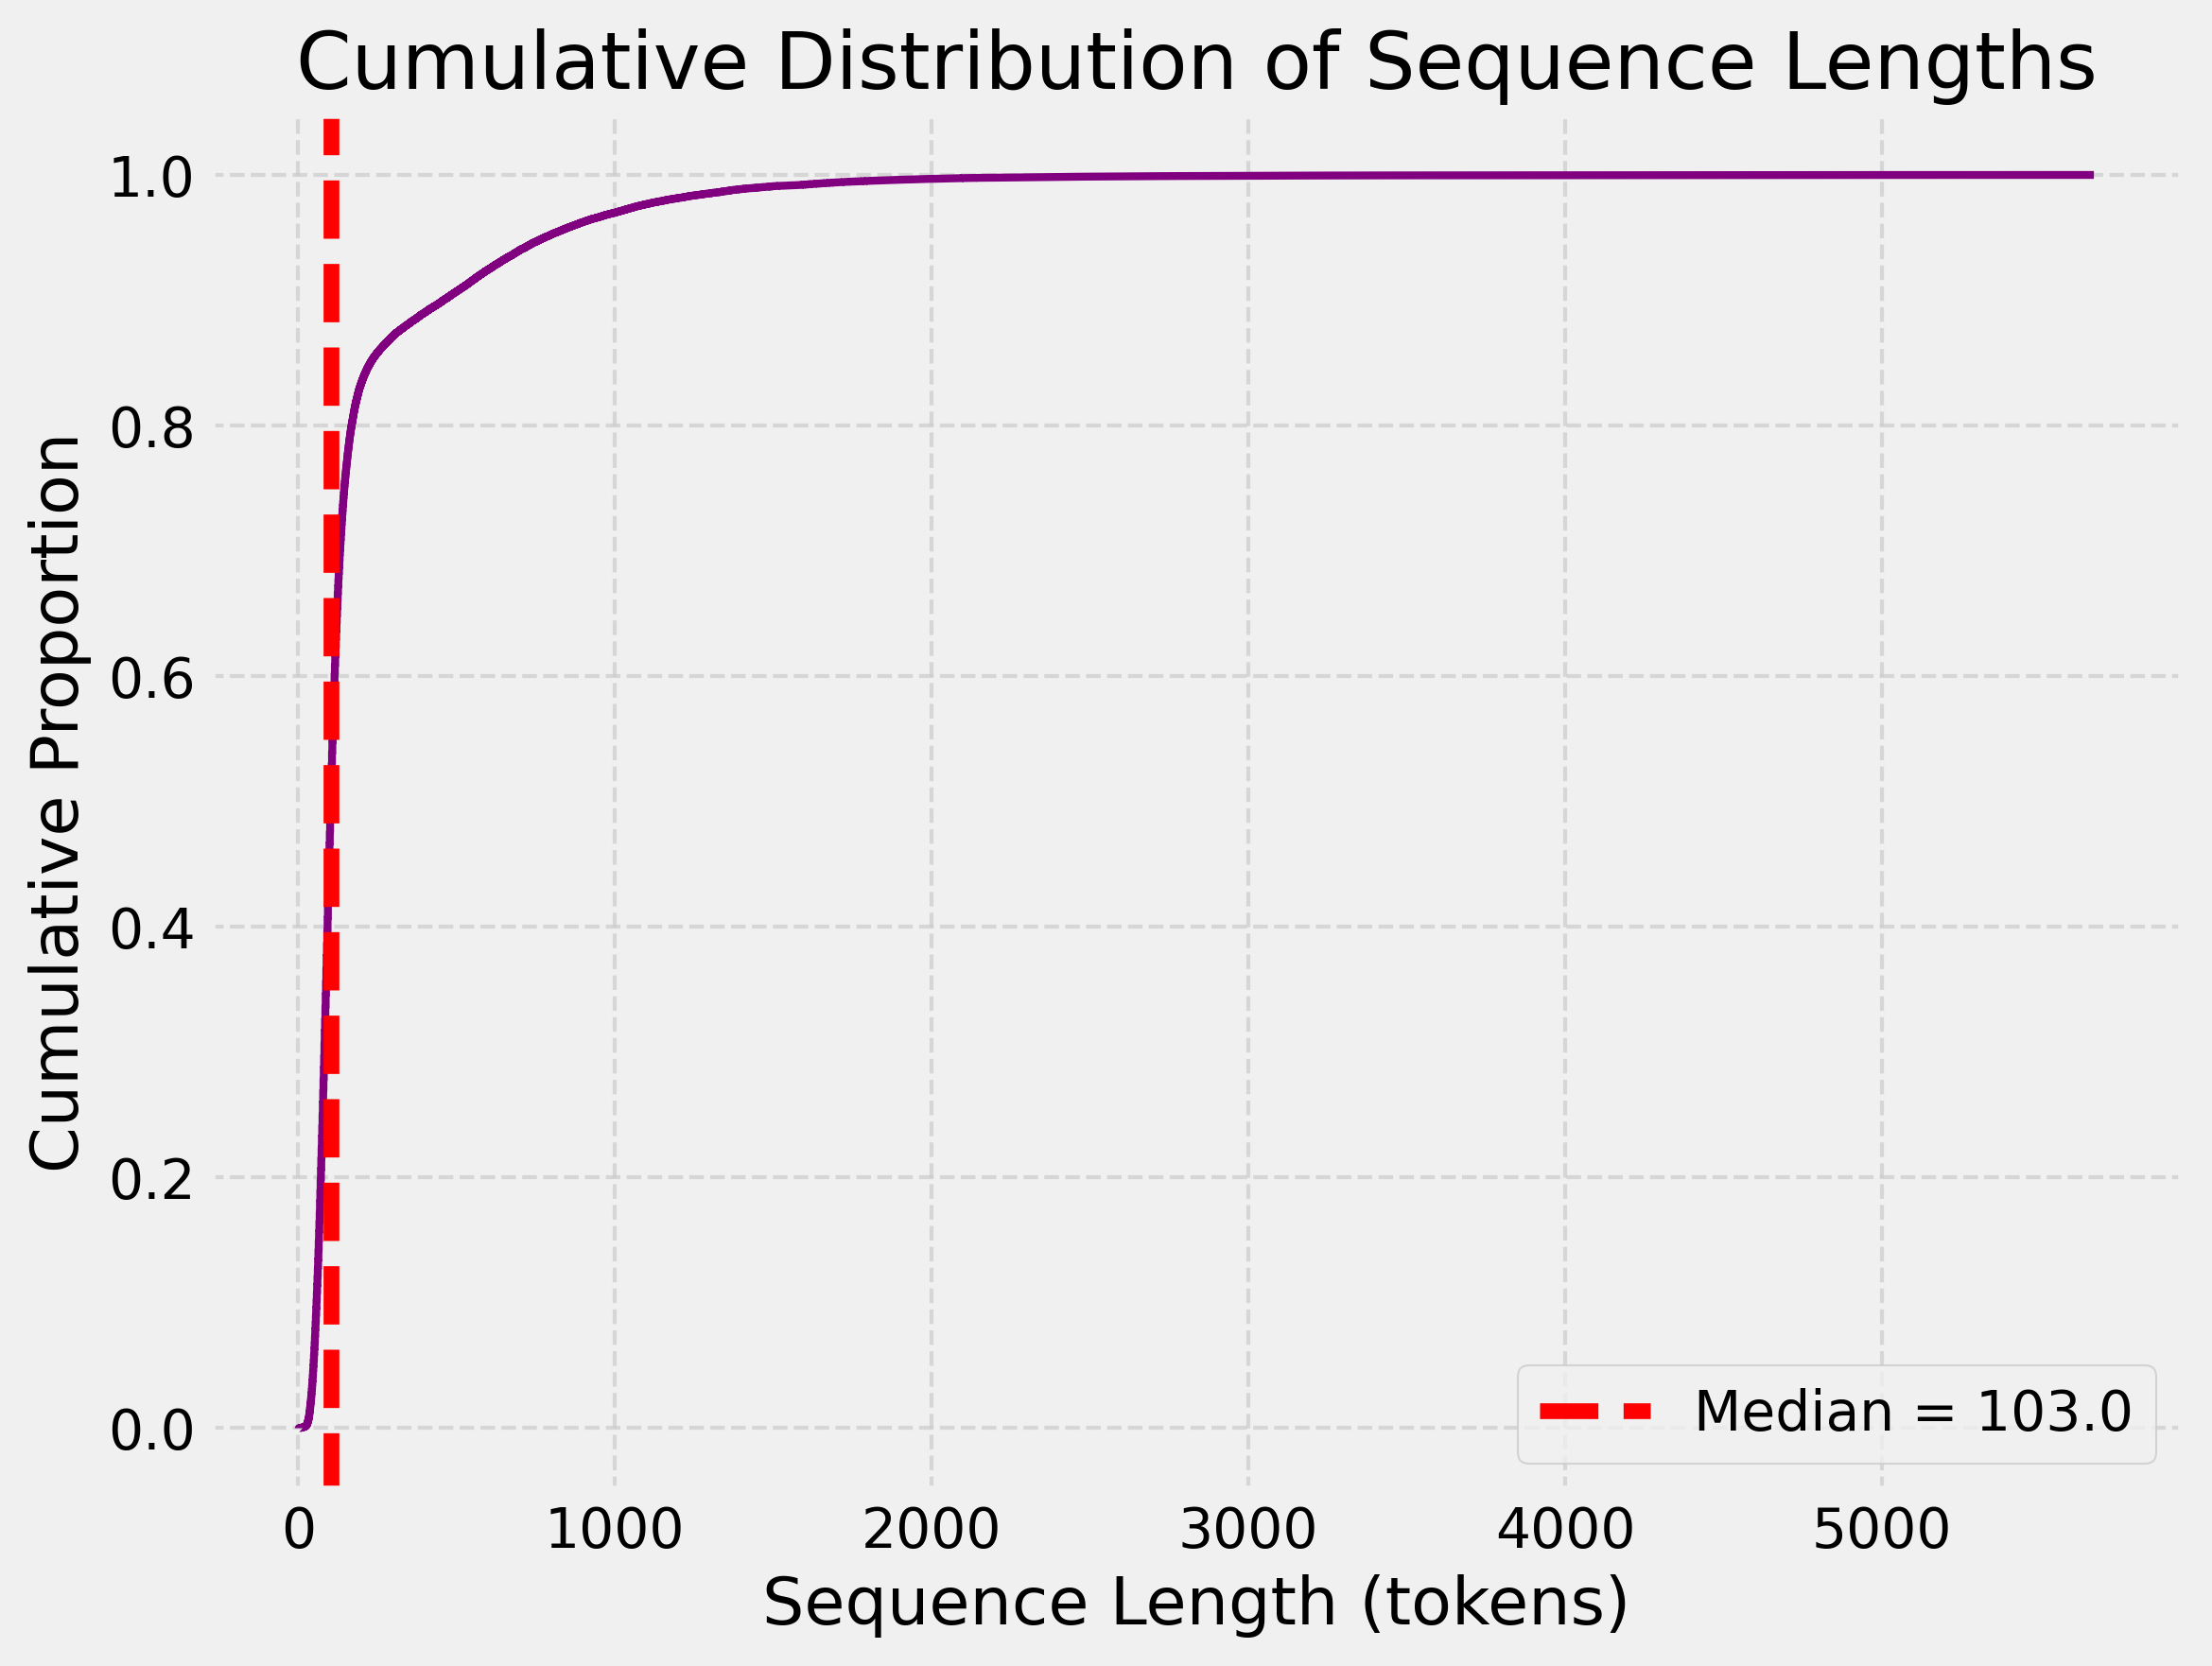 Cumulative Distribution of Sequence Lengths
Cumulative Proportion
1.0
0.8
0.6
0.4
0.2
0.0
Median = 103.0
0 1000 2000 3000 4000 5000
Sequence Length (tokens)